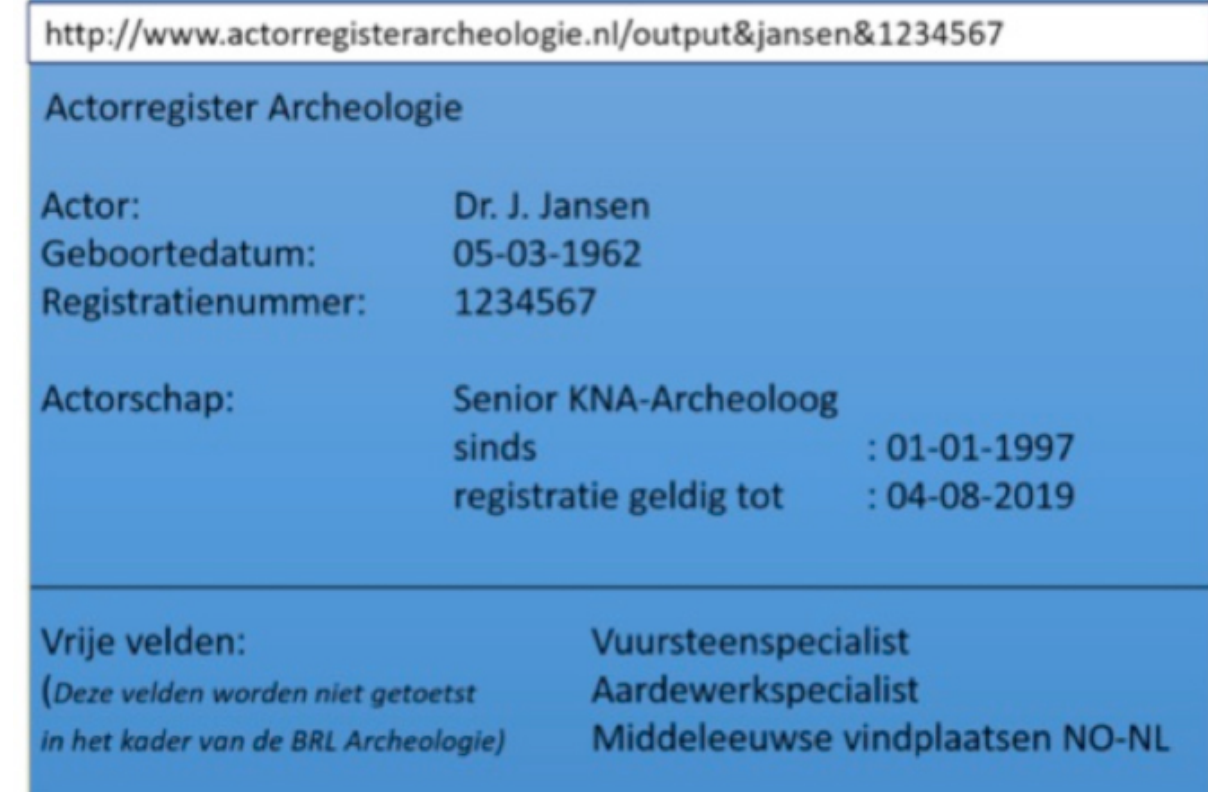 http://www.actorregisterarcheologie.nl/output&jansen&1234567
Actorregister Archeologie
Actor: Dr. J. Jansen
Geboortedatum: 05-03-1962
Registratienummer: 1234567
Actorschap: Senior KNA-Archeoloog
sinds : 01-01-1997
registratie geldig tot : 04-08-2019
Vrije velden: Vuursteenspecialist
(Deze velden worden niet getoetst Aardewerkspecialist
in het kader van de BRL Archeologie) Middeleeuwse vindplaatsen NO-NL